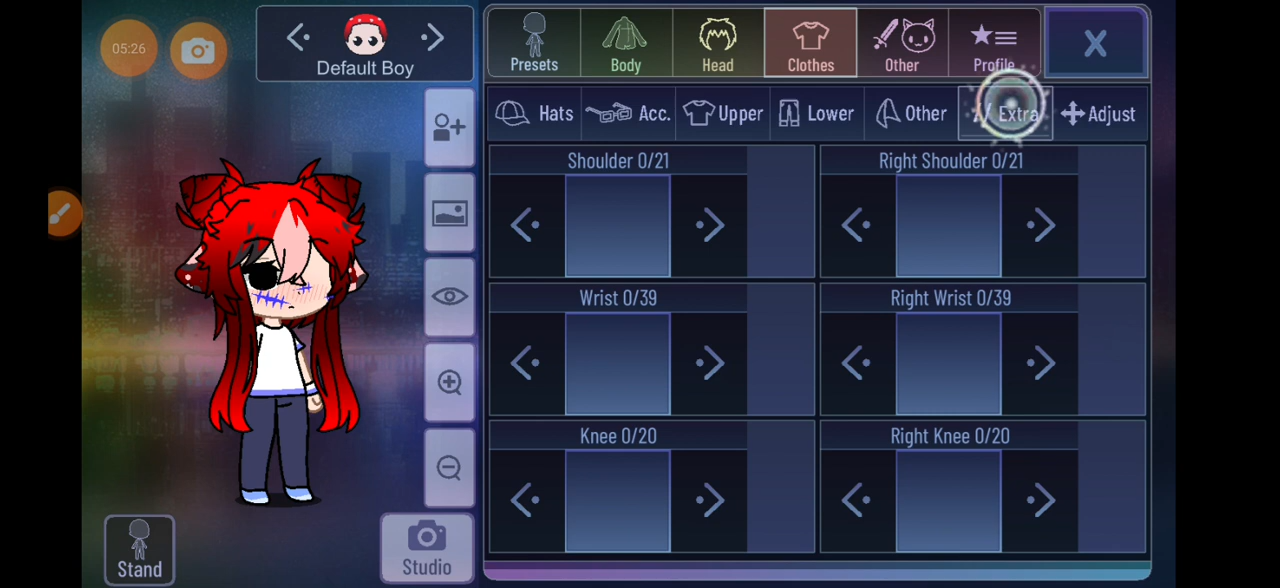 05:26
Default Boy
Presets
Body
Head
Clothes
Other
Profile
Hats
Acc.
Upper
Lower
Other
Extra
Adjust
Shoulder 0/21
Right Shoulder 0/21
Wrist 0/39
Right Wrist 0/39
Knee 0/20
Right Knee 0/20
Stand
Studio